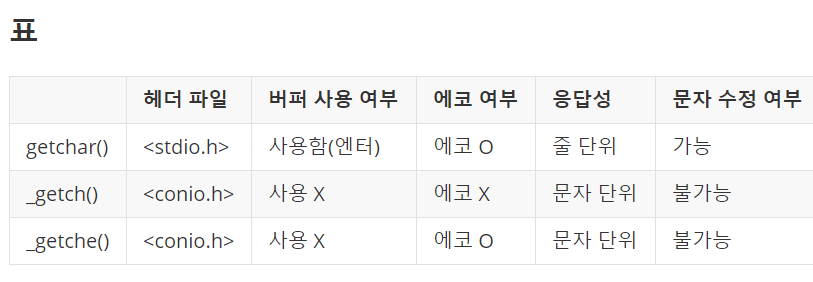 표
헤더 파일 버퍼 사용 여부 에코 여부 응답성 문자 수정 여부
getchar() <stdio.h> 사용함(엔터) 에코 O 줄 단위 가능
_getch() <conio.h> 사용 X 에코 X 문자 단위 불가능
_getche() <conio.h> 사용 X 에코 O 문자 단위 불가능